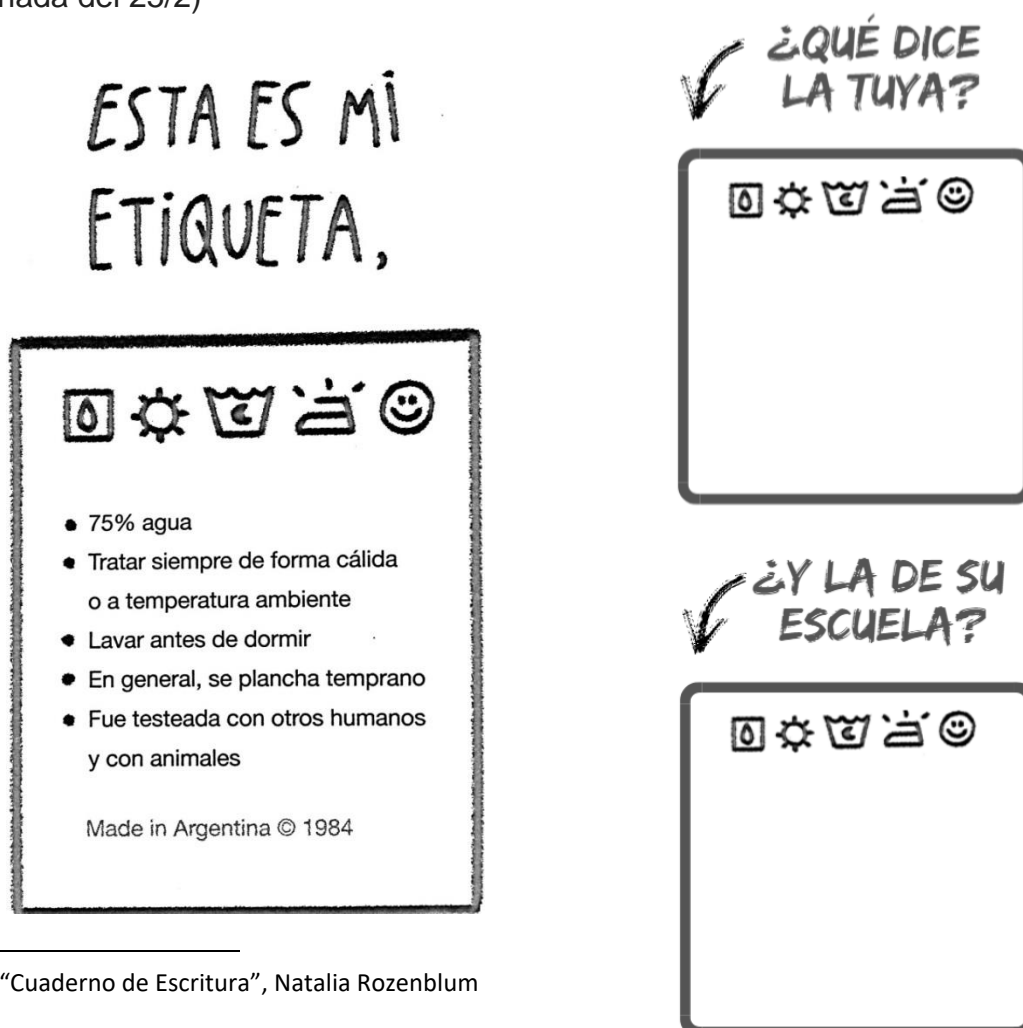 nada del 25/2)
ESTA ES Mi
ETiQUETA,
• 75% agua
• Tratar siempre de forma cálida
o a temperatura ambiente
• Lavar antes de dormir
• En general, se plancha temprano
• Fue testeada con otros humanos
y con animales
Made in Argentina © 1984
“Cuaderno de Escritura”, Natalia Rozenblum
¿QUÉ DICE
LA TUYA?
¿Y LA DE SU
ESCUELA?